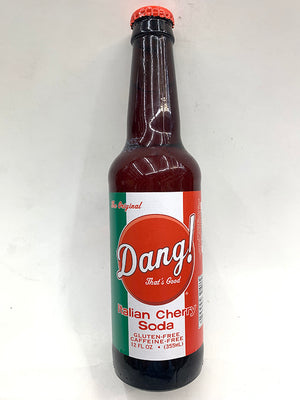 The Original
Dang!
That's Good
Italian Cherry
Soda
GLUTEN-FREE
CAFFEINE-FREE
12 FL OZ • (355mL)